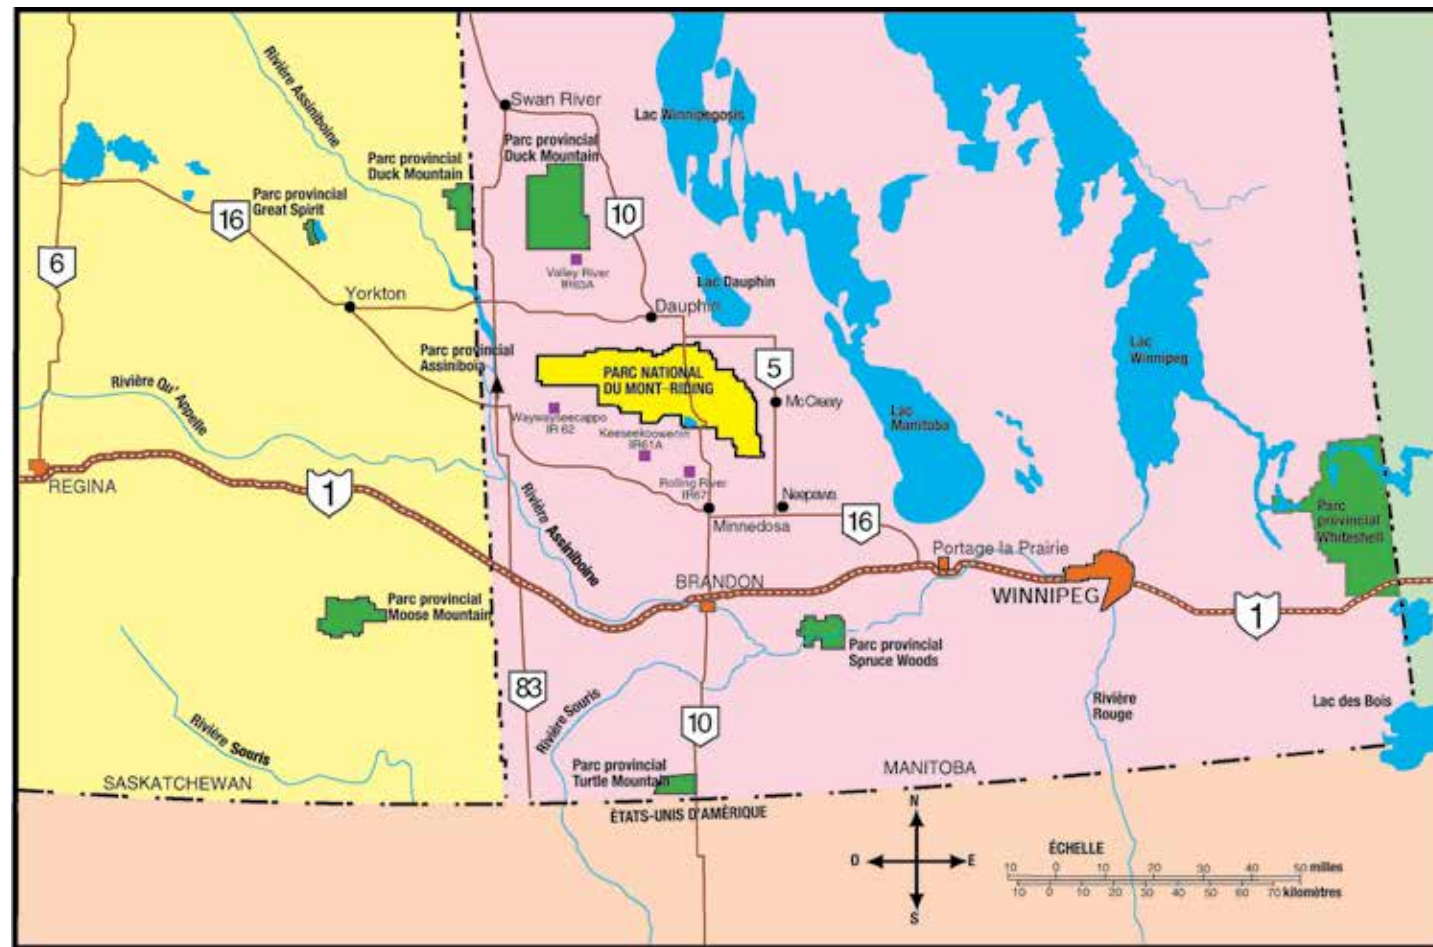 Rivière Assiniboine
Swan River
Lac Winnipegosis
Parc provincial
Duck Mountain
Parc provincial
Duck Mountain
Parc provincial
Great Spirit
16
10
6
Valley River
IR63A
Lac Dauphin
Yorkton
Dauphin
Parc provincial
Assiniboia
PARC NATIONAL
DU MONT-RIDING
5
Lac
Winnipeg
Rivière Qu' Appelle
McCreary
Waywayseecappo
IR 62
Keeseekoowenin
IR61A
Lac
Manitoba
REGINA
1
Rolling River
IR67
Rivière Assiniboine
Neepawa
Minnedosa
16
Parc
provincial
Whiteshell
Portage la Prairie
BRANDON
WINNIPEG
1
Parc provincial
Moose Mountain
Parc provincial
Spruce Woods
83
Rivière Souris
10
Rivière
Rouge
Lac des Bois
Rivière Souris
Parc provincial
Turtle Mountain
SASKATCHEWAN
MANITOBA
ÉTATS-UNIS D'AMÉRIQUE
N
O E
S
ÉCHELLE
10 0 10 20 30 40 50 milles
10 0 10 20 30 40 50 60 70 kilomètres